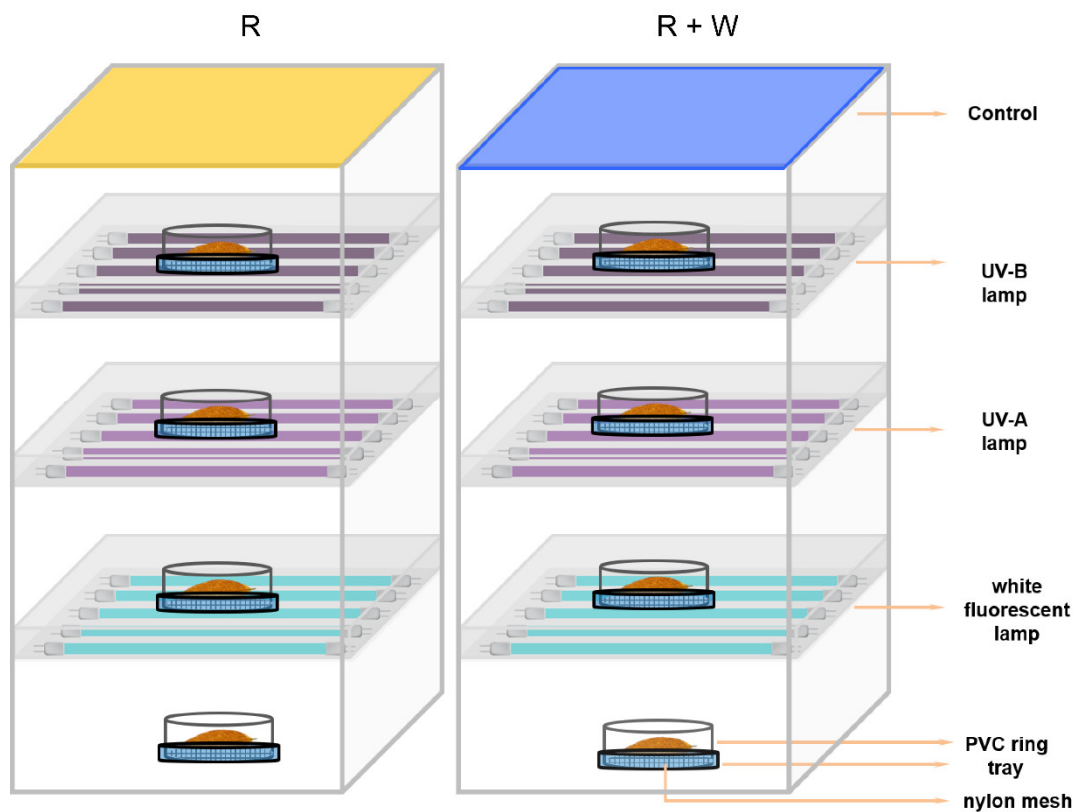 R
R + W
Control
UV-B
lamp
UV-A
lamp
white
fluorescent
lamp
PVC ring
tray
nylon mesh